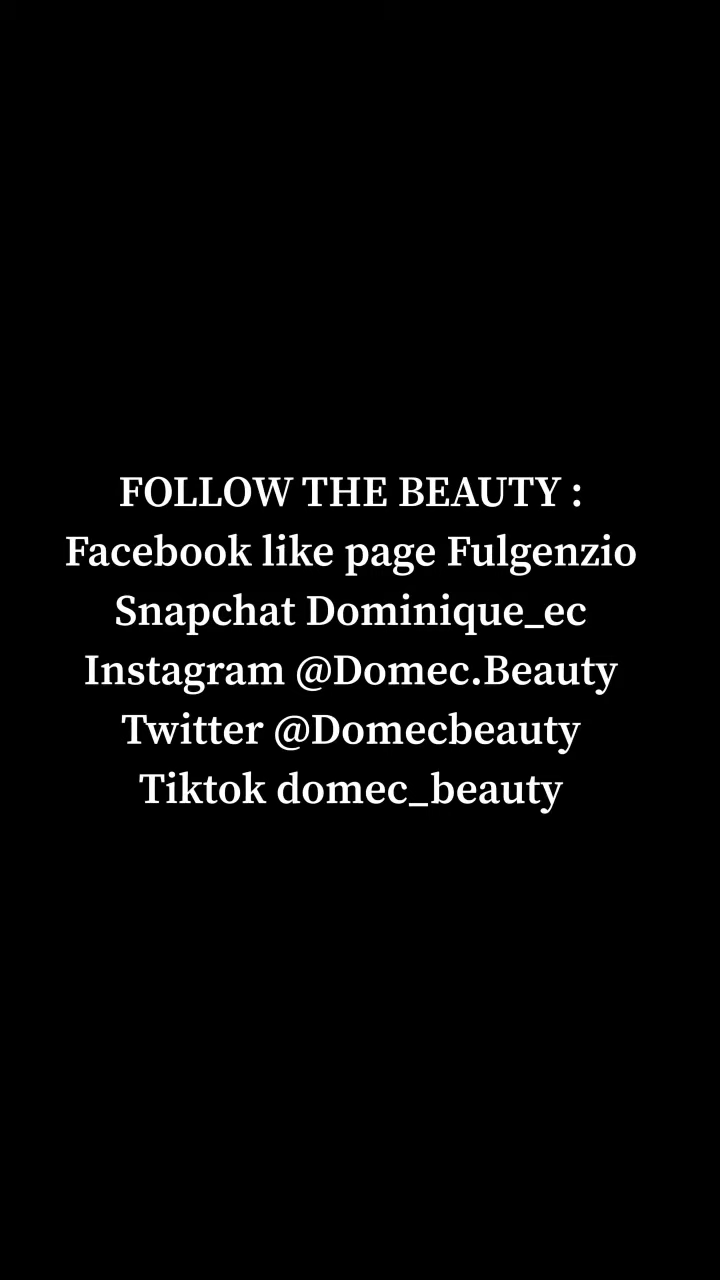 FOLLOW THE BEAUTY :
Facebook like page Fulgenzio
Snapchat Dominique_ec
Instagram @Domec.Beauty
Twitter @Domecbeauty
Tiktok domec_beauty